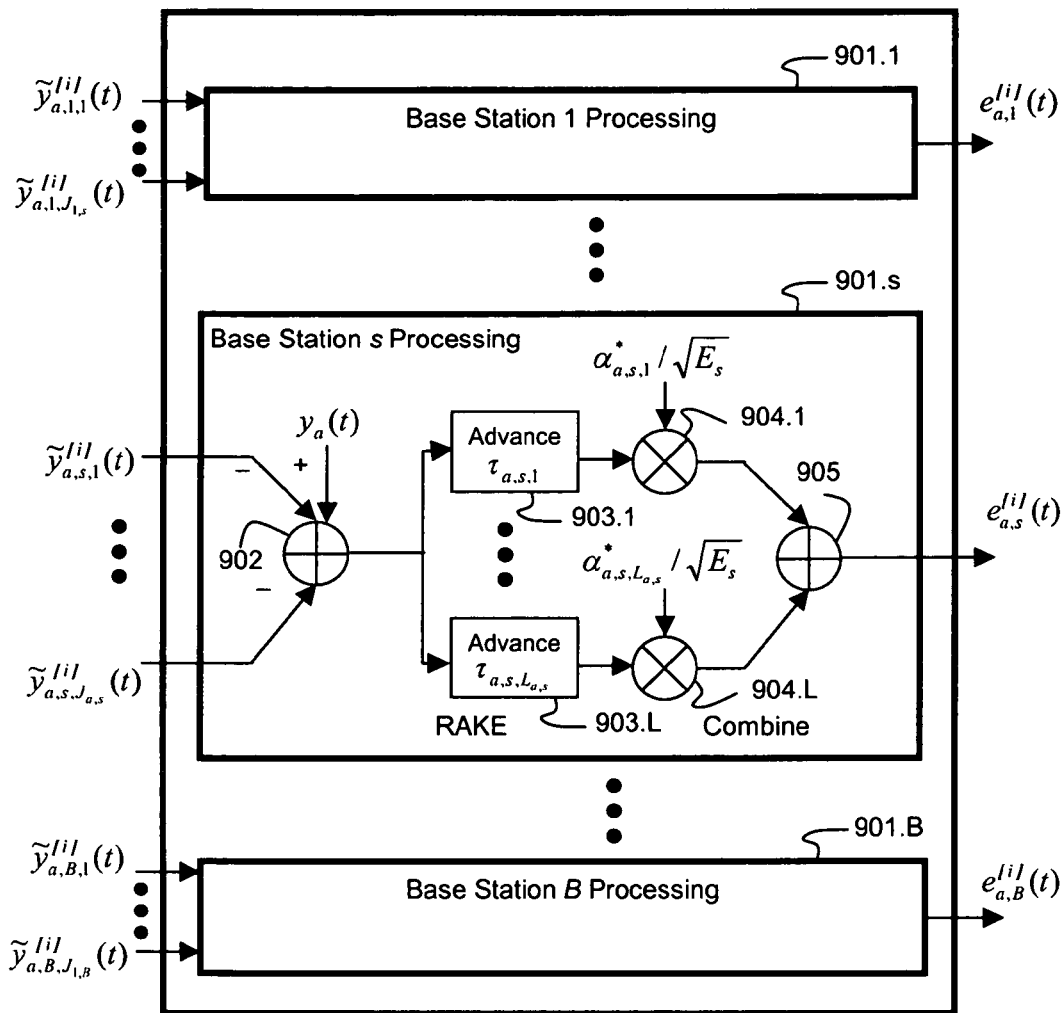 901.1
ỹ_{a,1,1}^{[i]}(t)
Base Station 1 Processing
e_{a,1}^{[i]}(t)
ỹ_{a,1,J_{1,s}}^{[i]}(t)
901.s
Base Station s Processing
α^*_{a,s,1} / √E_s
904.1
y_a(t)
Advance
τ_{a,s,1}
ỹ_{a,s,1}^{[i]}(t)
−
+
905
903.1
902
e_{a,s}^{[i]}(t)
α^*_{a,s,L_{a,s}} / √E_s
−
Advance
τ_{a,s,L_{a,s}}
ỹ_{a,s,J_{a,s}}^{[i]}(t)
904.L
RAKE
903.L
Combine
901.B
ỹ_{a,B,1}^{[i]}(t)
Base Station B Processing
e_{a,B}^{[i]}(t)
ỹ_{a,B,J_{1,B}}^{[i]}(t)